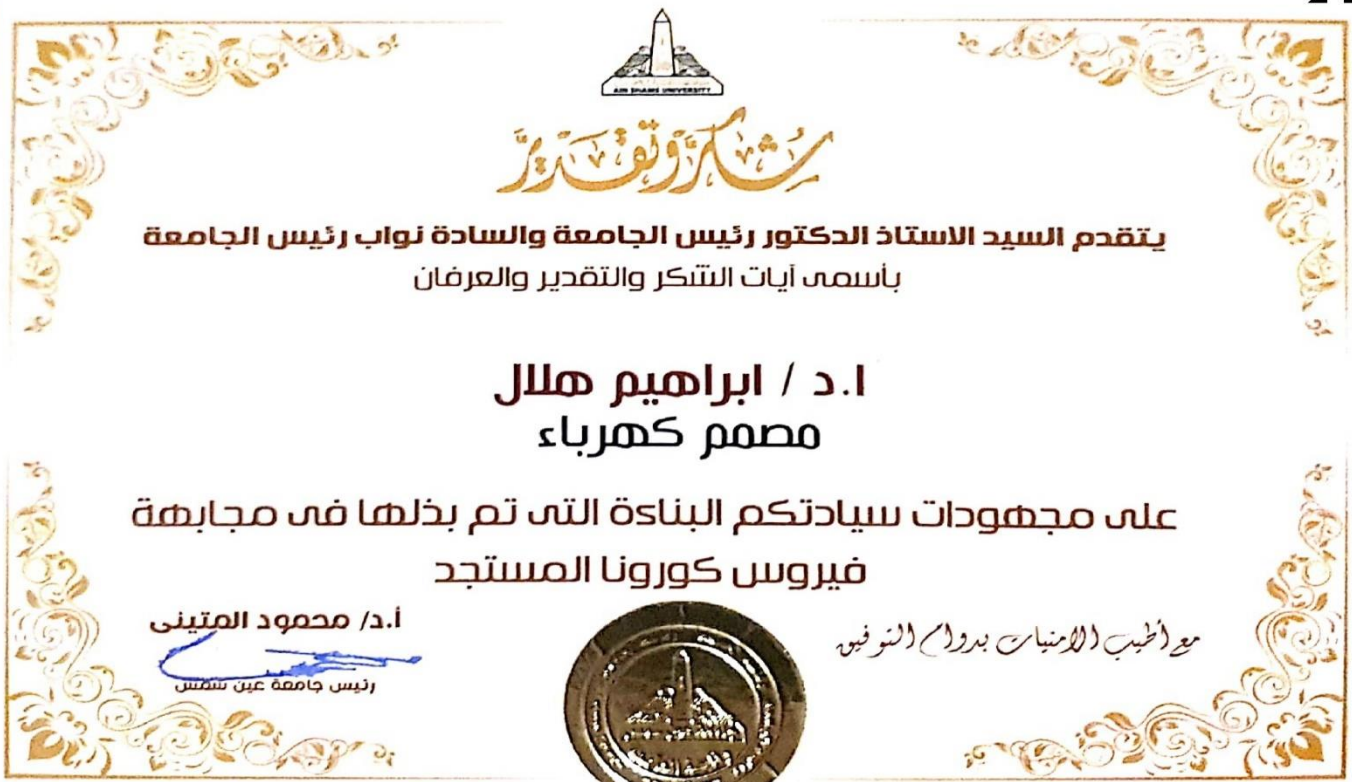 AIN SHAMS UNIVERSITY
شُكْرٌ وَتَقْدِيرٌ
يتقدم السيد الاستاذ الدكتور رئيس الجامعة والسادة نواب رئيس الجامعة
بأسمى آيات الشكر والتقدير والعرفان
ا.د / ابراهيم هلال
مصمم كهرباء
على مجهودات سيادتكم البناءة التى تم بذلها فى مجابهة
فيروس كورونا المستجد
مع أطيب الامنيات بدوام التوفيق
أ.د/ محمود المتينى
رئيس جامعة عين شمس